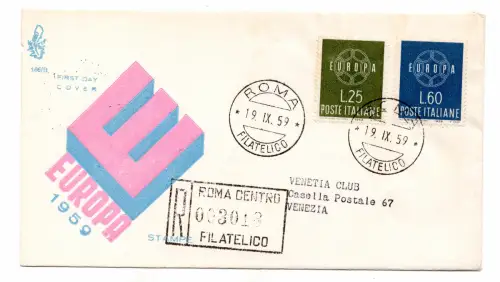 FIRST DAY
COVER
EUROPA
1959
STAMPE
ROMA
* 19. IX. 59 *
FILATELICO
EUROPA
L.25
POSTE ITALIANE
EUROPA
L.60
POSTE ITALIANE
* 19. IX. 59 *
FILATELICO
R
ROMA CENTRO
FILATELICO
VENETIA CLUB
Casella Postale 67
VENEZIA